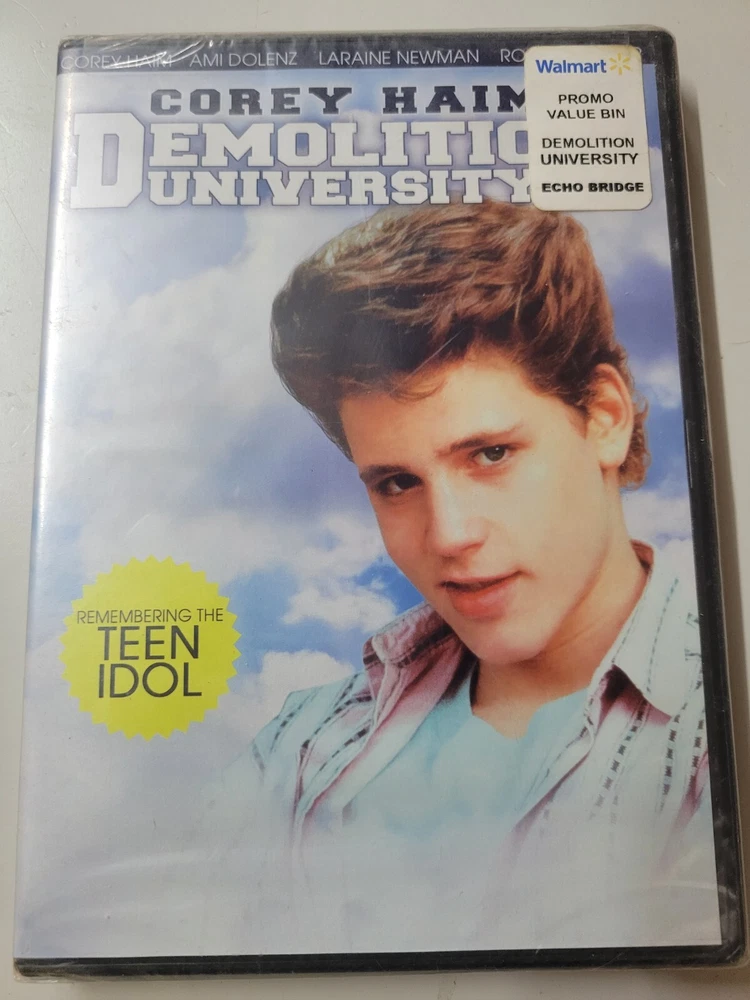 COREY HAIM AMI DOLENZ LARAINE NEWMAN
COREY HAIM
DEMOLITIO
UNIVERSITY
Walmart
PROMO
VALUE BIN
DEMOLITION
UNIVERSITY
ECHO BRIDGE
REMEMBERING THE
TEEN
IDOL